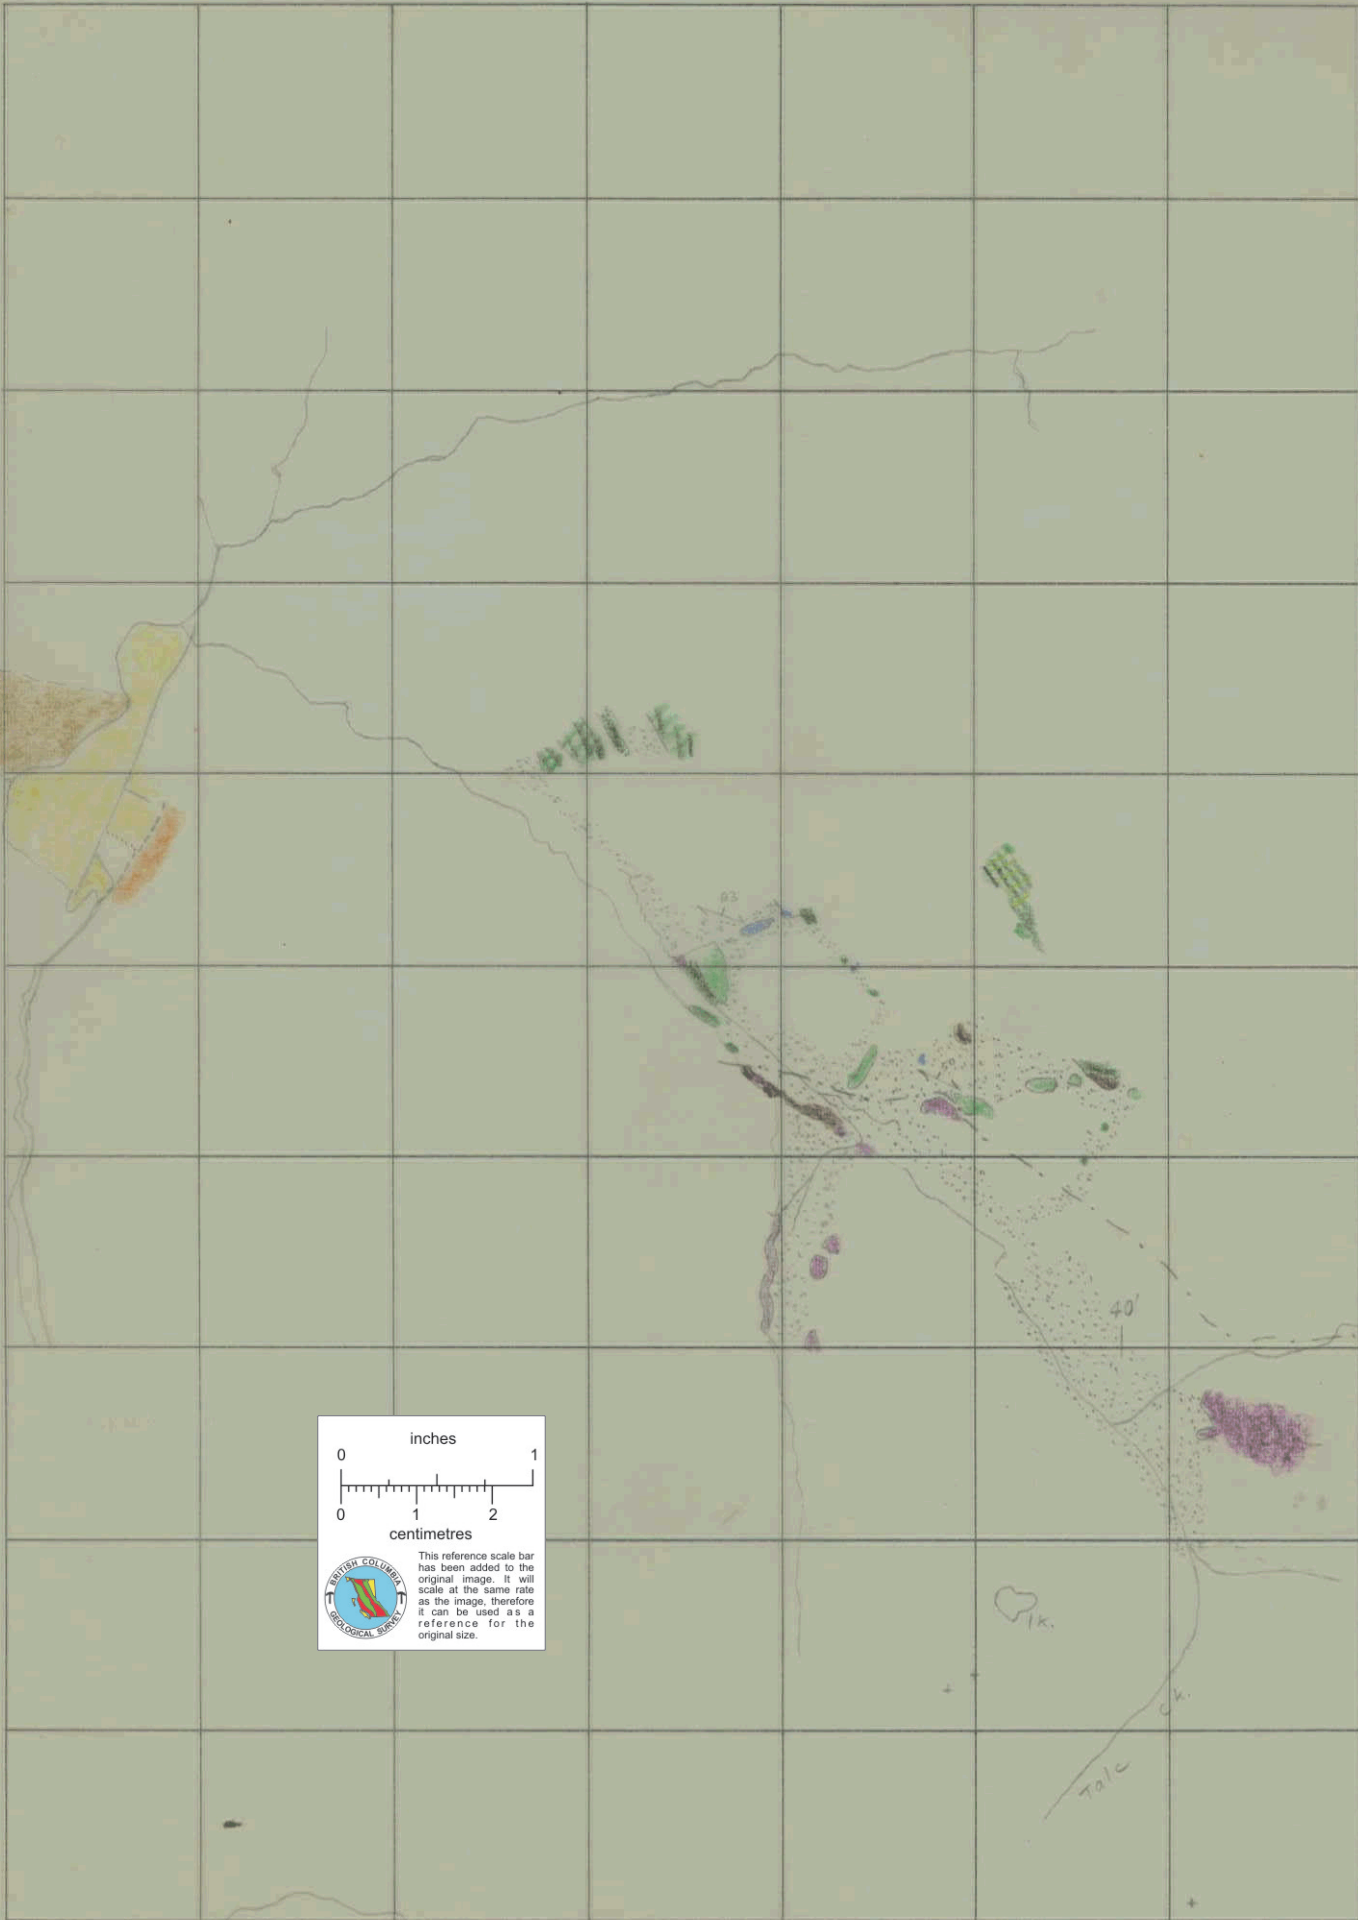 40'
inches
0 1
0 1 2
centimetres
This reference scale bar
has been added to the
original image. It will
scale at the same rate
as the image, therefore
it can be used as a
reference for the
original size.
BRITISH COLUMBIA
GEOLOGICAL SURVEY
lk.
ck.
Talc